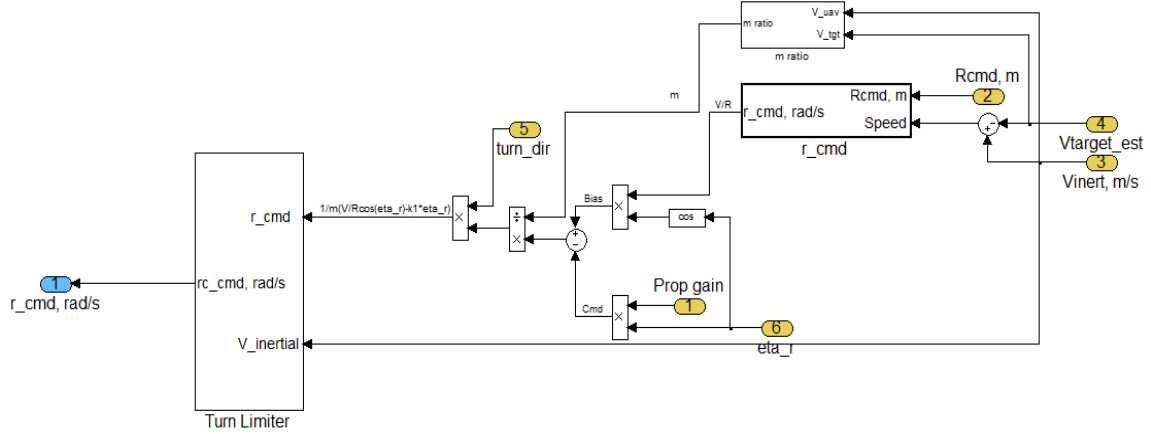 V_uav
m ratio
V_tgt
m ratio
Rcmd, m
2
m
V/R
Rcmd, m
r_cmd, rad/s
Speed
r_cmd
−
+
4
Vtarget_est
3
Vinert, m/s
5
turn_dir
Bias
×
cos
r_cmd
1/m(V/Rcos(eta_r)-k1*eta_r)
×
÷
×
+
−
1
r_cmd, rad/s
rc_cmd, rad/s
Prop gain
1
Cmd
×
6
eta_r
V_inertial
Turn Limiter